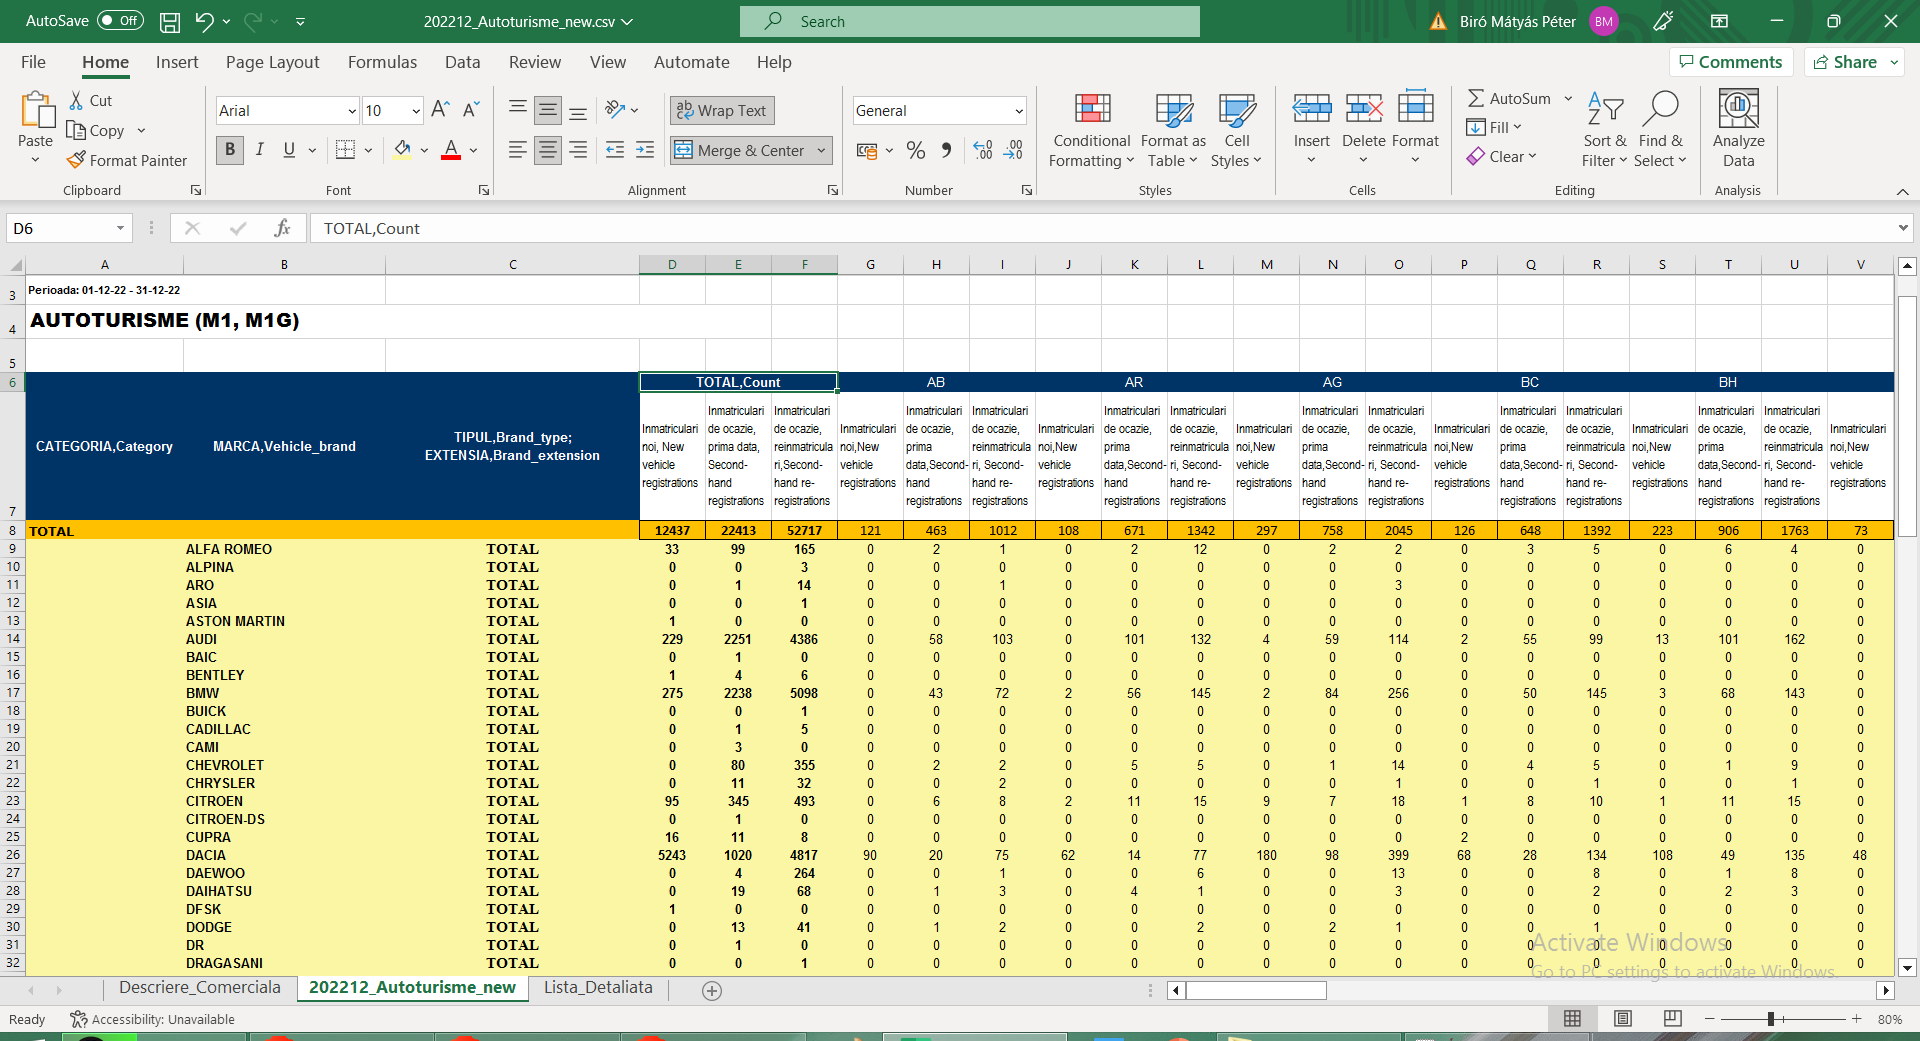 AutoSave Off 202212_Autoturisme_new.csv Search Biró Mátyás Péter BM
File Home Insert Page Layout Formulas Data Review View Automate Help Comments Share
Paste
Cut
Copy
Format Painter
Clipboard
Arial 10
B I U A
Font
Wrap Text
Merge & Center
Alignment
General
%
Number
Conditional Formatting
Format as Table
Cell Styles
Styles
Insert Delete Format
Cells
AutoSum
Fill
Clear
Sort & Filter
Find & Select
Editing
Analyze Data
Analysis
D6 fx TOTAL,Count
A B C D E F G H I J K L M N O P Q R S T U V
3 Perioada: 01-12-22 - 31-12-22
4 AUTOTURISME (M1, M1G)
5
6 TOTAL,Count AB AR AG BC BH
7 CATEGORIA,Category MARCA,Vehicle_brand TIPUL,Brand_type; EXTENSIA,Brand_extension Inmatriculari noi, New vehicle registrations Inmatriculari de ocazie, prima data, Second-hand registrations Inmatriculari de ocazie, reinmatriculari,Second-hand re-registrations Inmatriculari noi,New vehicle registrations Inmatriculari de ocazie, prima data,Second-hand registrations Inmatriculari de ocazie, reinmatriculari, Second-hand re-registrations Inmatriculari noi,New vehicle registrations Inmatriculari de ocazie, prima data,Second-hand registrations Inmatriculari de ocazie, reinmatriculari, Second-hand re-registrations Inmatriculari noi,New vehicle registrations Inmatriculari de ocazie, prima data,Second-hand registrations Inmatriculari de ocazie, reinmatriculari, Second-hand re-registrations Inmatriculari noi,New vehicle registrations Inmatriculari de ocazie, prima data,Second-hand registrations Inmatriculari de ocazie, reinmatriculari, Second-hand re-registrations Inmatriculari noi,New vehicle registrations Inmatriculari de ocazie, prima data,Second-hand registrations Inmatriculari de ocazie, reinmatriculari, Second-hand re-registrations Inmatriculari noi,New vehicle registrations
8 TOTAL 12437 22413 52717 121 463 1012 108 671 1342 297 758 2045 126 648 1392 223 906 1763 73
9 ALFA ROMEO TOTAL 33 99 165 0 2 1 0 2 12 0 2 2 0 3 5 0 6 4 0
10 ALPINA TOTAL 0 0 3 0 0 0 0 0 0 0 0 0 0 0 0 0 0 0 0
11 ARO TOTAL 0 1 14 0 0 1 0 0 0 0 0 3 0 0 0 0 0 0 0
12 ASIA TOTAL 0 0 1 0 0 0 0 0 0 0 0 0 0 0 0 0 0 0 0
13 ASTON MARTIN TOTAL 1 0 0 0 0 0 0 0 0 0 0 0 0 0 0 0 0 0 0
14 AUDI TOTAL 229 2251 4386 0 58 103 0 101 132 4 59 114 2 55 99 13 101 162 0
15 BAIC TOTAL 0 1 0 0 0 0 0 0 0 0 0 0 0 0 0 0 0 0 0
16 BENTLEY TOTAL 1 4 6 0 0 0 0 0 0 0 0 0 0 0 0 0 0 0 0
17 BMW TOTAL 275 2238 5098 0 43 72 2 56 145 2 84 256 0 50 145 3 68 143 0
18 BUICK TOTAL 0 0 1 0 0 0 0 0 0 0 0 0 0 0 0 0 0 0 0
19 CADILLAC TOTAL 0 1 5 0 0 0 0 0 0 0 0 0 0 0 0 0 0 0 0
20 CAMI TOTAL 0 3 0 0 0 0 0 0 0 0 0 0 0 0 0 0 0 0 0
21 CHEVROLET TOTAL 0 80 355 0 2 2 0 5 5 0 1 14 0 4 5 0 1 9 0
22 CHRYSLER TOTAL 0 11 32 0 0 2 0 0 0 0 0 1 0 0 1 0 0 1 0
23 CITROEN TOTAL 95 345 493 0 6 8 2 11 15 9 7 18 1 8 10 1 11 15 0
24 CITROEN-DS TOTAL 0 1 0 0 0 0 0 0 0 0 0 0 0 0 0 0 0 0 0
25 CUPRA TOTAL 16 11 8 0 0 0 0 0 0 0 0 0 2 0 0 0 0 0 0
26 DACIA TOTAL 5243 1020 4817 90 20 75 62 14 77 180 98 399 68 28 134 108 49 135 48
27 DAEWOO TOTAL 0 4 264 0 0 1 0 0 6 0 0 13 0 0 8 0 1 8 0
28 DAIHATSU TOTAL 0 19 68 0 1 3 0 4 1 0 0 3 0 0 2 0 2 3 0
29 DFSK TOTAL 1 0 0 0 0 0 0 0 0 0 0 0 0 0 0 0 0 0 0
30 DODGE TOTAL 0 13 41 0 1 2 0 0 2 0 2 1 0 0 1 0 0 0 0
31 DR TOTAL 0 1 0 0 0 0 0 0 0 0 0 0 0 0 0 0 0 0 0
32 DRAGASANI TOTAL 0 0 1 0 0 0 0 0 0 0 0 0 0 0 0 0 0 0 0
Activate Windows
Go to PC settings to activate Windows.
Descriere_Comerciala 202212_Autoturisme_new Lista_Detaliata
Ready Accessibility: Unavailable 80%